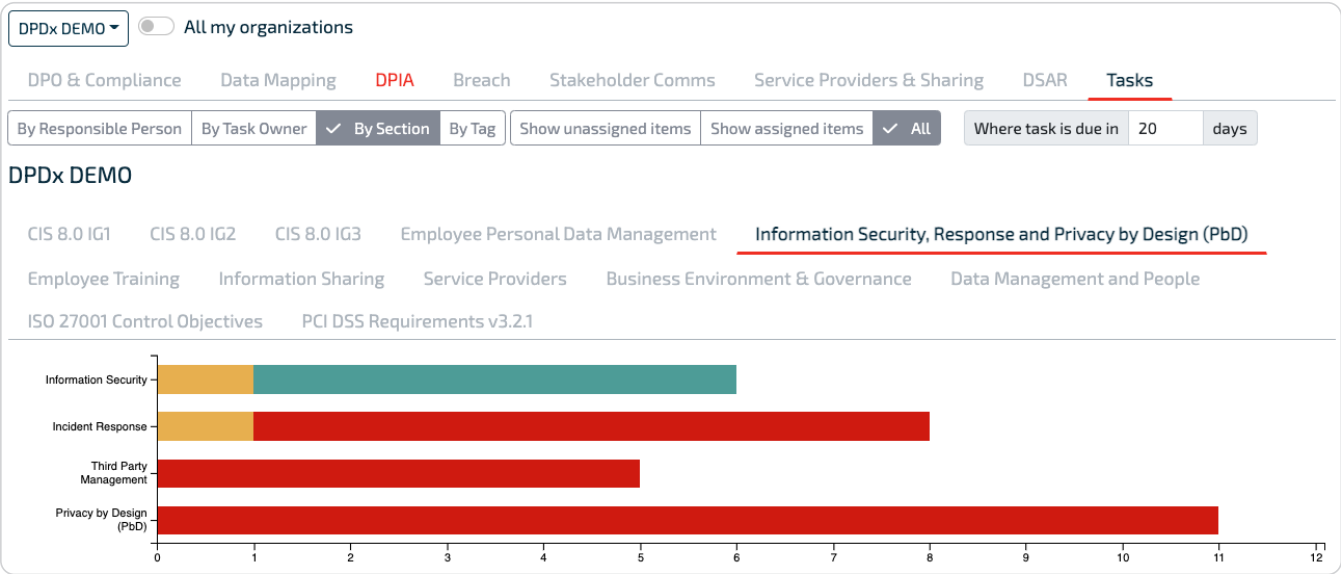 DPDx DEMO All my organizations
DPO & Compliance Data Mapping DPIA Breach Stakeholder Comms Service Providers & Sharing DSAR Tasks
By Responsible Person By Task Owner By Section By Tag Show unassigned items Show assigned items All Where task is due in 20 days
DPDx DEMO
CIS 8.0 IG1 CIS 8.0 IG2 CIS 8.0 IG3 Employee Personal Data Management Information Security, Response and Privacy by Design (PbD)
Employee Training Information Sharing Service Providers Business Environment & Governance Data Management and People
ISO 27001 Control Objectives PCI DSS Requirements v3.2.1
Information Security
Incident Response
Third Party
Management
Privacy by Design
(PbD)
0 1 2 3 4 5 6 7 8 9 10 11 12